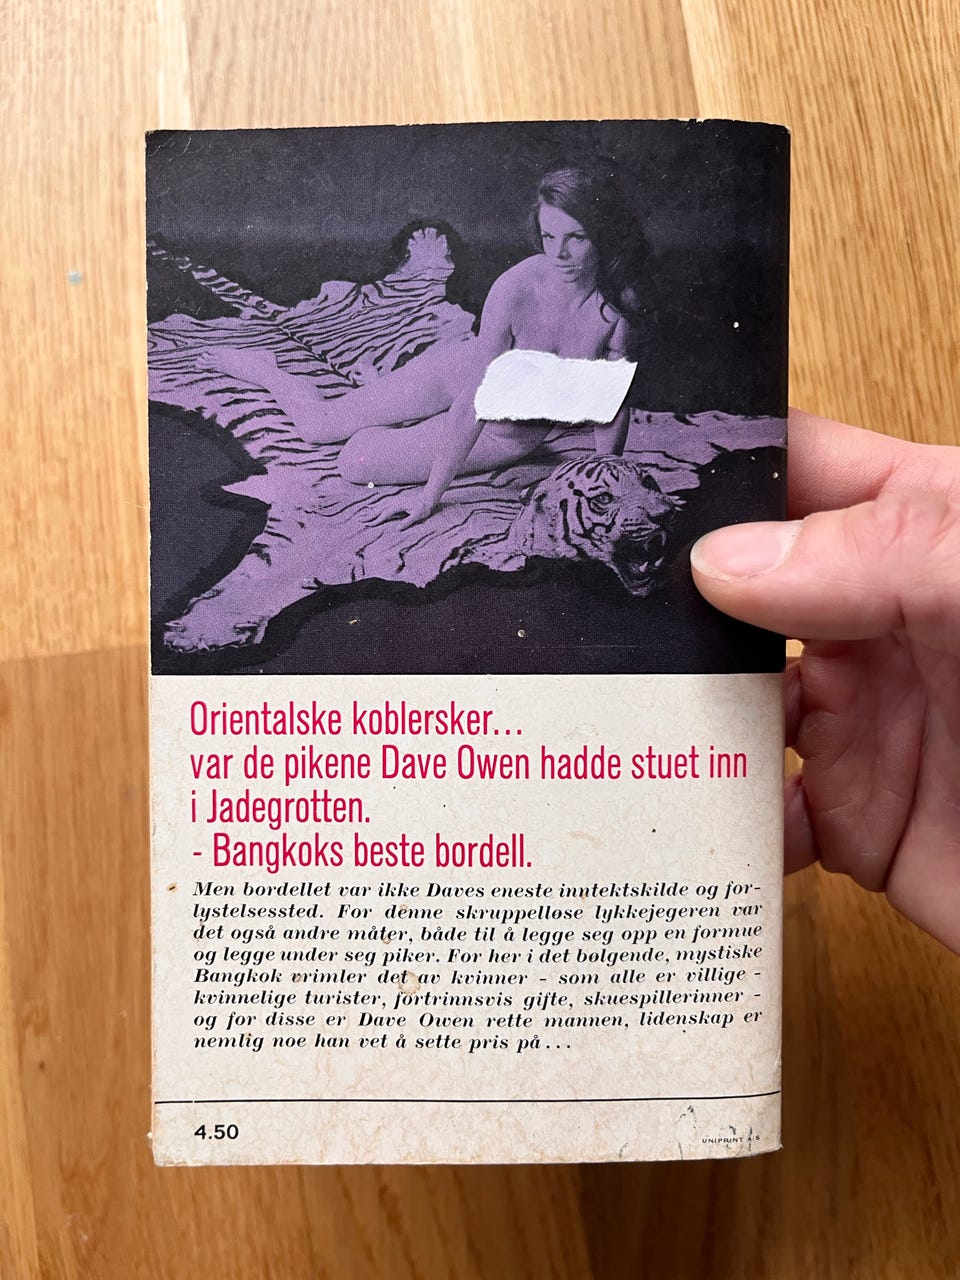 Orientalske koblersker...
var de pikene Dave Owen hadde stuet inn
i Jadegrotten.
- Bangkoks beste bordell.
Men bordellet var ikke Daves eneste inntektskilde og for-
lystelsessted. For denne skruppelløse lykkejegeren var
det også andre måter, både til å legge seg opp en formue
og legge under seg piker. For her i det bølgende, mystiske
Bangkok vrimler det av kvinner - som alle er villige -
kvinnelige turister, fortrinnsvis gifte, skuespillerinner -
og for disse er Dave Owen rette mannen, lidenskap er
nemlig noe han vet å sette pris på...
4.50
UNIPRINT A/S